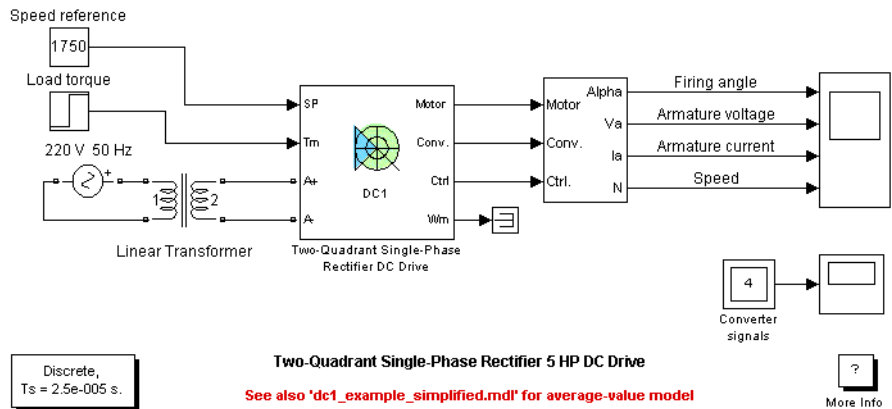 Speed reference
1750
Load torque
220 V 50 Hz
+
1
2
Linear Transformer
SP
Tm
A+
A-
Motor
Conv.
Ctrl
Wm
DC1
Two-Quadrant Single-Phase
Rectifier DC Drive
Motor
Conv.
Ctrl.
Alpha
Va
Ia
N
Firing angle
Armature voltage
Armature current
Speed
4
Converter
signals
Discrete,
Ts = 2.5e-005 s.
Two-Quadrant Single-Phase Rectifier 5 HP DC Drive
See also 'dc1_example_simplified.mdl' for average-value model
?
More Info